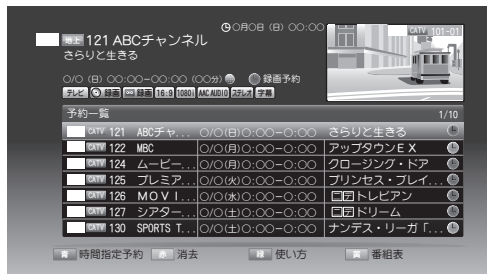 ○月○日 (日) 00:00
CATV 101-01
地上 121 ABCチャンネル
さらりと生きる
○/○ (日) ○○:○○-○○:○○ (○○分) 録画予約
テレビ 録画 録画 16:9 1080i AAC AUDIO ステレオ 字幕
予約一覧 1/10
CATV 121 ABCチャ... ○/○(日)○:○○-○:○○ さらりと生きる
CATV 122 MBC ○/○(月)○:○○-○:○○ アップタウンEX
CATV 124 ムービー... ○/○(月)○:○○-○:○○ クロージング・ドア
CATV 125 プレミア... ○/○(火)○:○○-○:○○ プリンセス・ブレイ...
CATV 126 MOVI... ○/○(水)○:○○-○:○○ トレビアン
CATV 127 シアター... ○/○(土)○:○○-○:○○ ドリーム
CATV 130 SPORTS T... ○/○(土)○:○○-○:○○ ナンデス・リーガ「...
青 時間指定予約 赤 消去 緑 使い方 黄 番組表